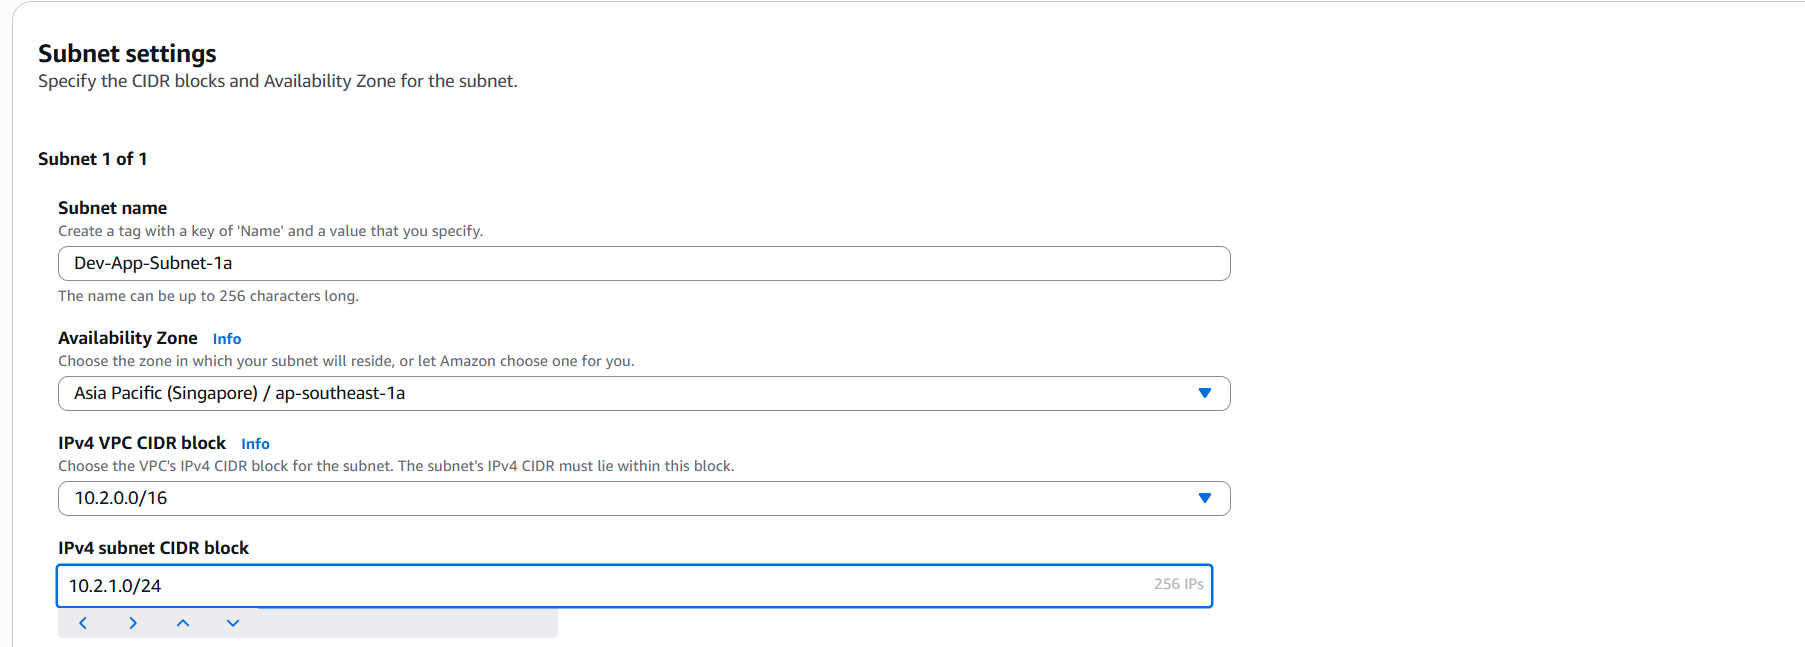 Subnet settings
Specify the CIDR blocks and Availability Zone for the subnet.
Subnet 1 of 1
Subnet name
Create a tag with a key of 'Name' and a value that you specify.
Dev-App-Subnet-1a
The name can be up to 256 characters long.
Availability Zone Info
Choose the zone in which your subnet will reside, or let Amazon choose one for you.
Asia Pacific (Singapore) / ap-southeast-1a
IPv4 VPC CIDR block Info
Choose the VPC's IPv4 CIDR block for the subnet. The subnet's IPv4 CIDR must lie within this block.
10.2.0.0/16
IPv4 subnet CIDR block
10.2.1.0/24 256 IPs